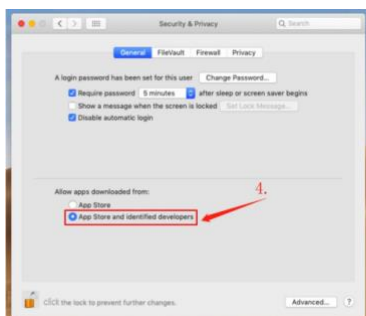 Security & Privacy
Search
General FileVault Firewall Privacy
A login password has been set for this user Change Password...
Require password 5 minutes after sleep or screen saver begins
Show a message when the screen is locked Set Lock Message...
Disable automatic login
4.
Allow apps downloaded from:
App Store
App Store and identified developers
Click the lock to prevent further changes.
Advanced... ?